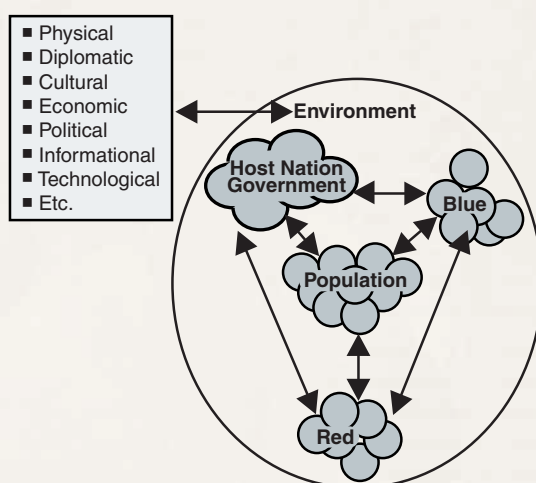 ■ Physical
■ Diplomatic
■ Cultural
■ Economic
■ Political
■ Informational
■ Technological
■ Etc.
Environment
Host Nation
Government
Blue
Population
Red